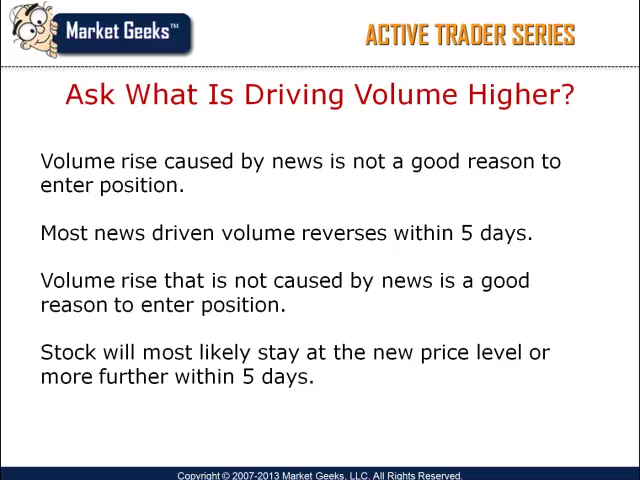 Market Geeks™
ACTIVE TRADER SERIES
Ask What Is Driving Volume Higher?
Volume rise caused by news is not a good reason to
enter position.
Most news driven volume reverses within 5 days.
Volume rise that is not caused by news is a good
reason to enter position.
Stock will most likely stay at the new price level or
more further within 5 days.
Copyright © 2007-2013 Market Geeks, LLC. All Rights Reserved.